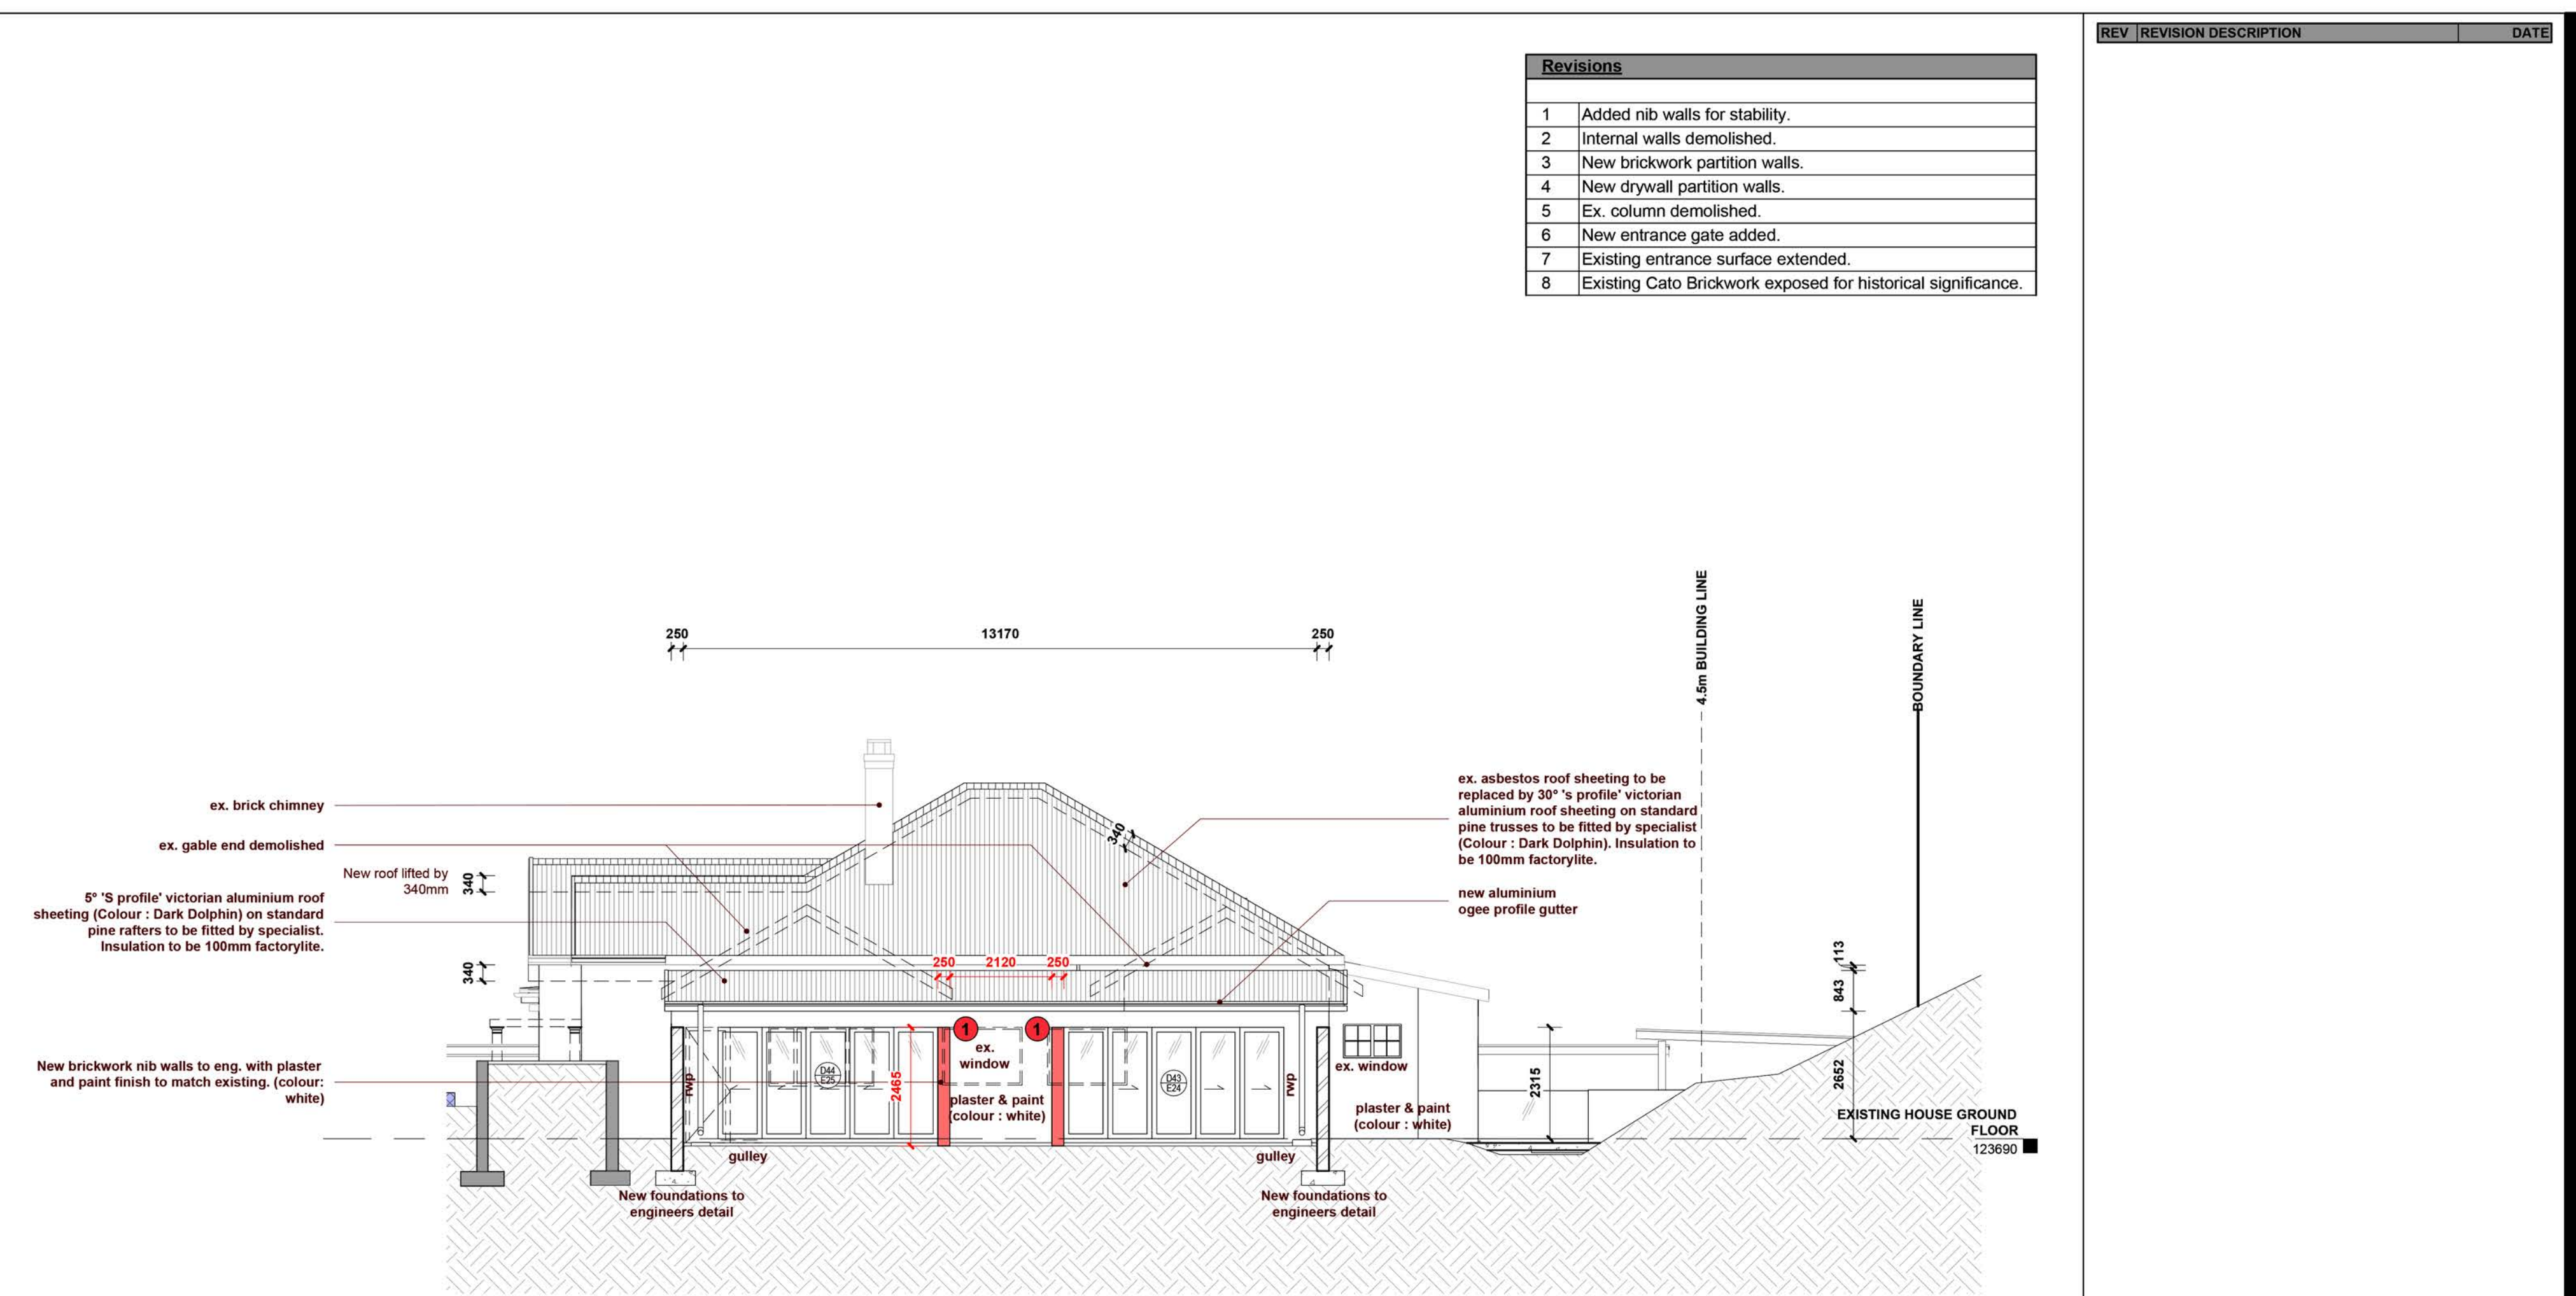 REV REVISION DESCRIPTION DATE
Revisions
1 Added nib walls for stability.
2 Internal walls demolished.
3 New brickwork partition walls.
4 New drywall partition walls.
5 Ex. column demolished.
6 New entrance gate added.
7 Existing entrance surface extended.
8 Existing Cato Brickwork exposed for historical significance.
250 13170 250
4.5m BUILDING LINE
BOUNDARY LINE
ex. brick chimney
ex. gable end demolished
New roof lifted by
340mm
340
5º 'S profile' victorian aluminium roof
sheeting (Colour : Dark Dolphin) on standard
pine rafters to be fitted by specialist.
Insulation to be 100mm factorylite.
340
New brickwork nib walls to eng. with plaster
and paint finish to match existing. (colour:
white)
340
250 2120 250
1 1
ex.
window
2465
plaster & paint
(colour : white)
D44
E25
D43
E24
rwp
rwp
gulley
gulley
New foundations to
engineers detail
New foundations to
engineers detail
ex. asbestos roof sheeting to be
replaced by 30º 's profile' victorian
aluminium roof sheeting on standard
pine trusses to be fitted by specialist
(Colour : Dark Dolphin). Insulation to
be 100mm factorylite.
new aluminium
ogee profile gutter
ex. window
plaster & paint
(colour : white)
2315
113
843
2652
EXISTING HOUSE GROUND
FLOOR
123690